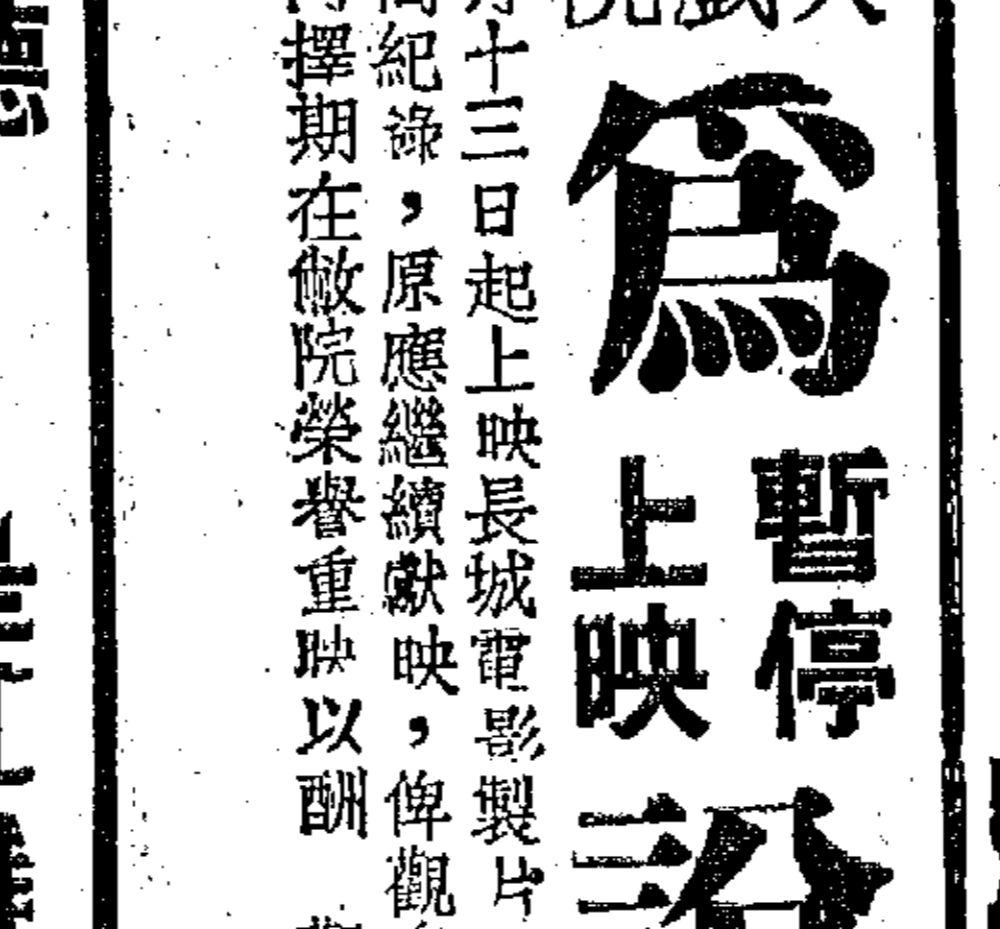 爲
暫停
上映
十三日起上映長城電影製片
紀錄，原應繼續獻映，俾觀
擇期在敝院榮譽重映以酬